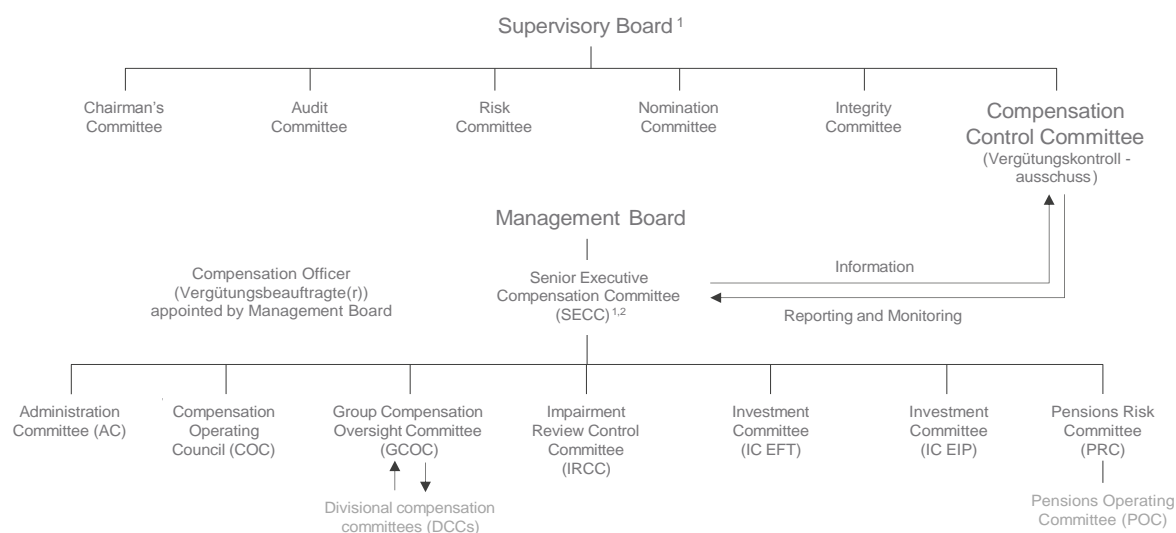 Supervisory Board 1
Chairman's
Committee
Audit
Committee
Risk
Committee
Nomination
Committee
Integrity
Committee
Compensation
Control Committee
(Vergütungskontroll -
ausschuss)
Management Board
Compensation Officer
(Vergütungsbeauftragte(r))
appointed by Management Board
Senior Executive
Compensation Committee
(SECC) 1,2
Information
Reporting and Monitoring
Administration
Committee (AC)
Compensation
Operating
Council (COC)
Group Compensation
Oversight Committee
(GCOC)
Impairment
Review Control
Committee
(IRCC)
Investment
Committee
(IC EFT)
Investment
Committee
(IC EIP)
Pensions Risk
Committee
(PRC)
Divisional compensation
committees (DCCs)
Pensions Operating
Committee (POC)